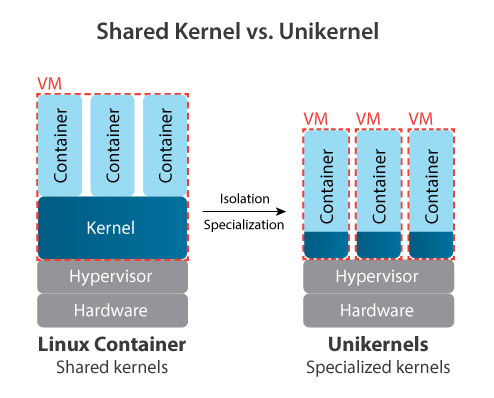 Shared Kernel vs. Unikernel
VM
Container
Container
Container
Kernel
Hypervisor
Hardware
Linux Container
Shared kernels
Isolation
Specialization
VM
VM
VM
Container
Container
Container
Hypervisor
Hardware
Unikernels
Specialized kernels